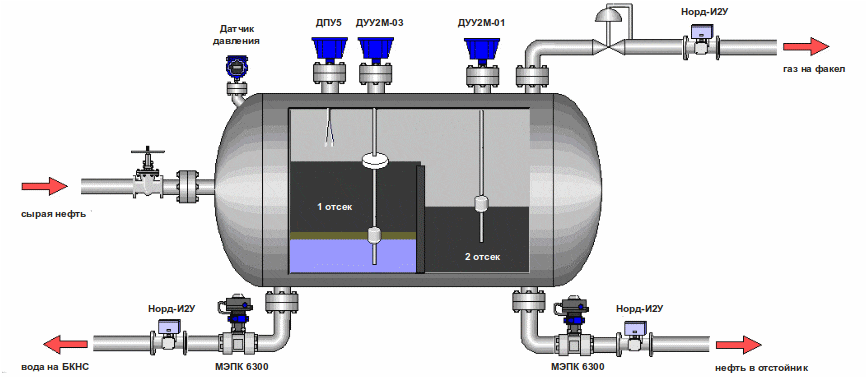 Датчик
давления
ДПУ5
ДУУ2М-03
ДУУ2М-01
Норд-И2У
газ на факел
сырая нефть
1 отсек
2 отсек
Норд-И2У
МЭПК 6300
вода на БКНС
МЭПК 6300
Норд-И2У
нефть в отстойник